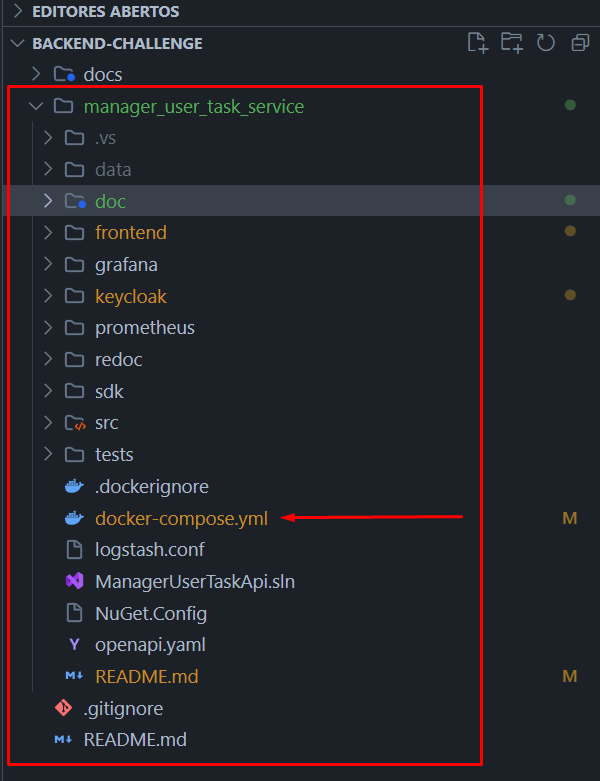 EDITORES ABERTOS
BACKEND-CHALLENGE
docs
manager_user_task_service
.vs
data
doc
frontend
grafana
keycloak
prometheus
redoc
sdk
src
tests
.dockerignore
docker-compose.yml M
logstash.conf
ManagerUserTaskApi.sln
NuGet.Config
Y openapi.yaml
M README.md M
.gitignore
M README.md